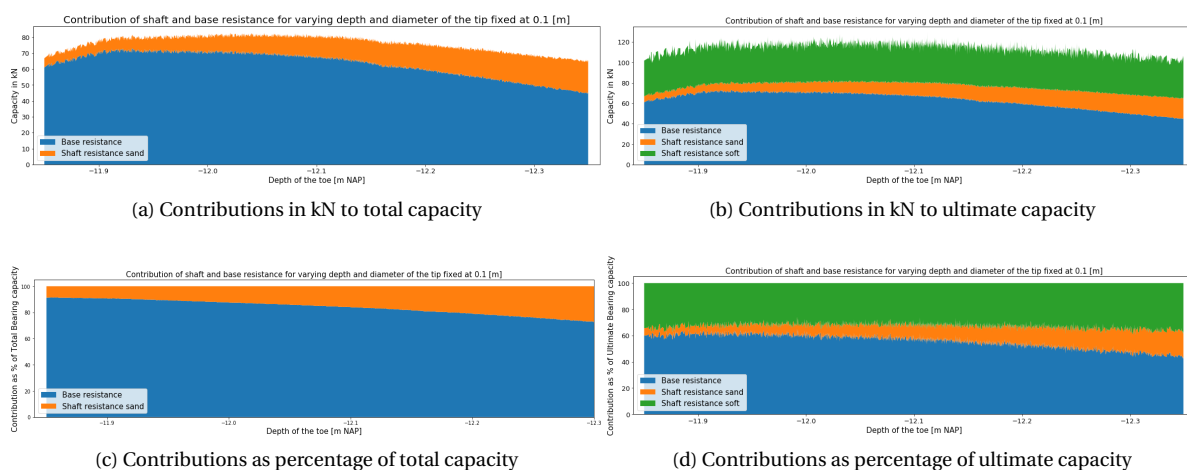 Contribution of shaft and base resistance for varying depth and diameter of the tip fixed at 0.1 [m]
Capacity in kN
80
70
60
50
40
30
20
10
0
Base resistance
Shaft resistance sand
−11.9 −12.0 −12.1 −12.2 −12.3
Depth of the toe [m NAP]
(a) Contributions in kN to total capacity
Contribution of shaft and base resistance for varying depth and diameter of the tip fixed at 0.1 [m]
Capacity in kN
120
100
80
60
40
20
0
Base resistance
Shaft resistance sand
Shaft resistance soft
−11.9 −12.0 −12.1 −12.2 −12.3
Depth of the toe [m NAP]
(b) Contributions in kN to ultimate capacity
Contribution of shaft and base resistance for varying depth and diameter of the tip fixed at 0.1 [m]
Contribution as % of Total Bearing capacity
100
80
60
40
20
0
Base resistance
Shaft resistance sand
−11.9 −12.0 −12.1 −12.2 −12.3
Depth of the toe [m NAP]
(c) Contributions as percentage of total capacity
Contribution of shaft and base resistance for varying depth and diameter of the tip fixed at 0.1 [m]
Contribution as % of Ultimate Bearing capacity
100
80
60
40
20
0
Base resistance
Shaft resistance sand
Shaft resistance soft
−11.9 −12.0 −12.1 −12.2 −12.3
Depth of the toe [m NAP]
(d) Contributions as percentage of ultimate capacity